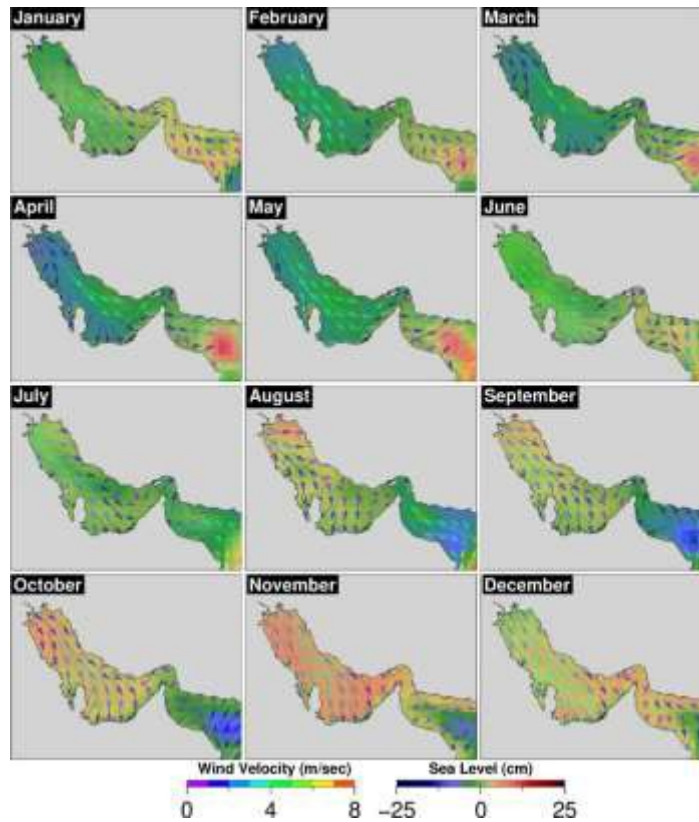 January February March
April May June
July August September
October November December
Wind Velocity (m/sec) Sea Level (cm)
0 4 8 −25 0 25